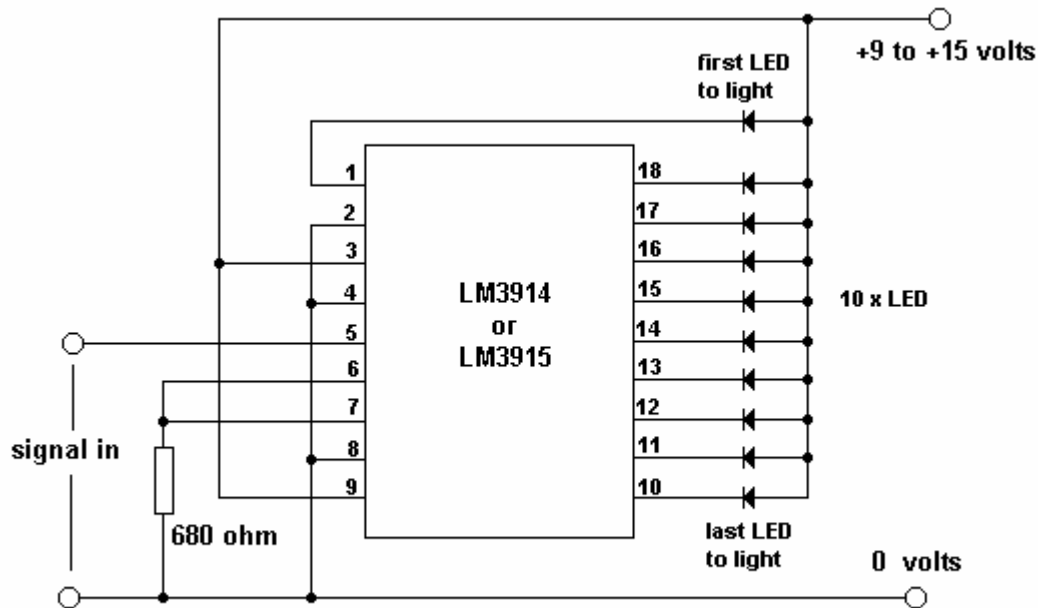 +9 to +15 volts
first LED
to light
1
2
3
4
5
6
7
8
9
LM3914
or
LM3915
18
17
16
15
14
13
12
11
10
10 x LED
signal in
680 ohm
last LED
to light
0 volts